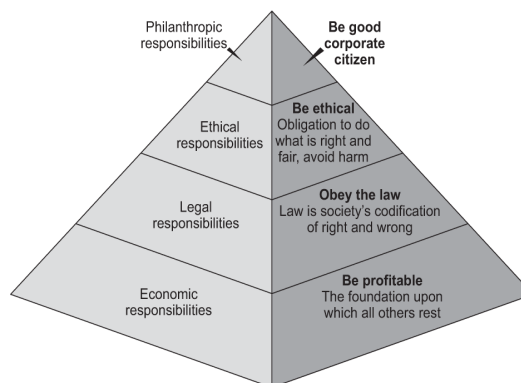 Philanthropic
responsibilities
Be good
corporate
citizen
Ethical
responsibilities
Be ethical
Obligation to do
what is right and
fair, avoid harm
Legal
responsibilities
Obey the law
Law is society's codification
of right and wrong
Economic
responsibilities
Be profitable
The foundation upon
which all others rest